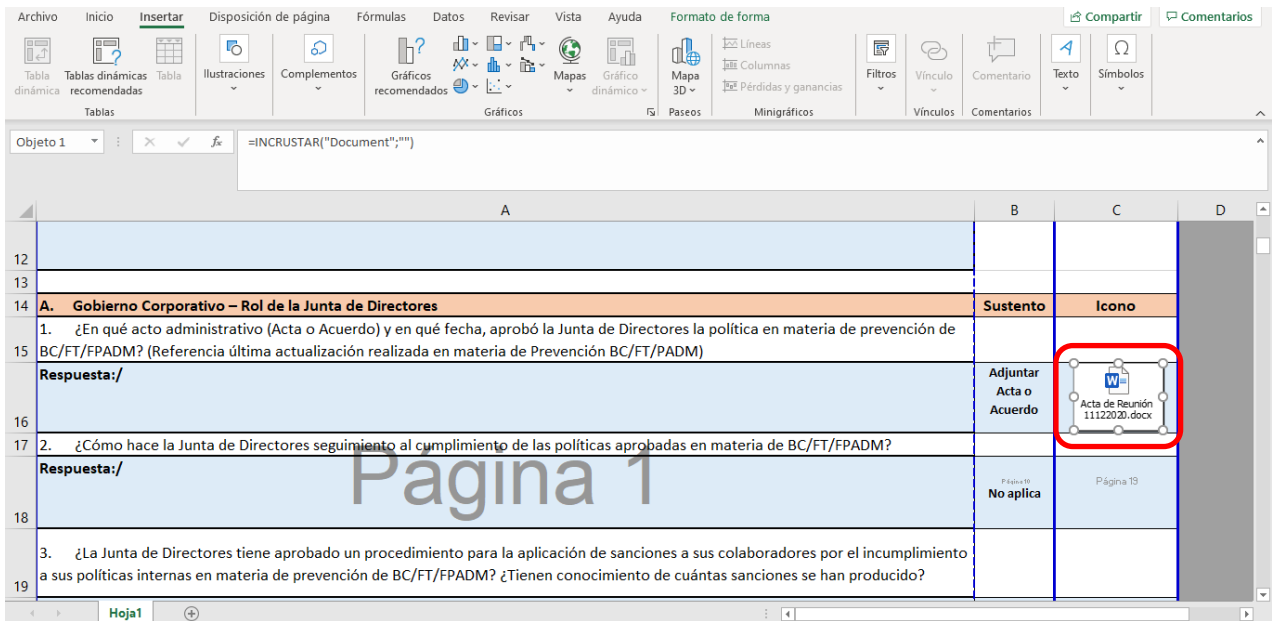 Archivo Inicio Insertar Disposición de página Fórmulas Datos Revisar Vista Ayuda Formato de forma Compartir Comentarios
Tabla dinámica
Tablas dinámicas recomendadas
Tabla
Ilustraciones
Complementos
Gráficos recomendados
Mapas
Gráfico dinámico
Mapa 3D
Líneas
Columnas
Pérdidas y ganancias
Filtros
Vínculo
Comentario
Texto
Símbolos
Tablas Gráficos Paseos Minigráficos Vínculos Comentarios
Objeto 1 fx =INCRUSTAR("Document";"")
A B C D
12
13
14 A. Gobierno Corporativo – Rol de la Junta de Directores Sustento Icono
1. ¿En qué acto administrativo (Acta o Acuerdo) y en qué fecha, aprobó la Junta de Directores la política en materia de prevención de
15 BC/FT/FPADM? (Referencia última actualización realizada en materia de Prevención BC/FT/PADM)
Respuesta:/
Adjuntar
Acta o
Acuerdo
Acta de Reunión
11122020.docx
16
17 2. ¿Cómo hace la Junta de Directores seguimiento al cumplimiento de las políticas aprobadas en materia de BC/FT/FPADM?
Respuesta:/
Página 1
Página 10
No aplica
Página 19
18
3. ¿La Junta de Directores tiene aprobado un procedimiento para la aplicación de sanciones a sus colaboradores por el incumplimiento
19 a sus políticas internas en materia de prevención de BC/FT/FPADM? ¿Tienen conocimiento de cuántas sanciones se han producido?
Hoja1